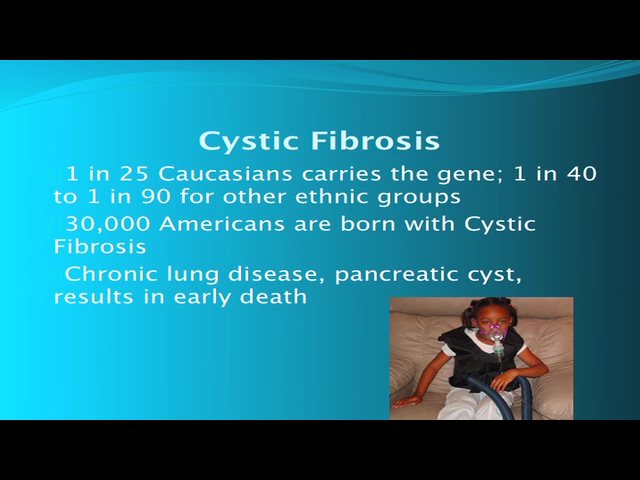 Cystic Fibrosis
1 in 25 Caucasians carries the gene; 1 in 40
to 1 in 90 for other ethnic groups
30,000 Americans are born with Cystic
Fibrosis
Chronic lung disease, pancreatic cyst,
results in early death